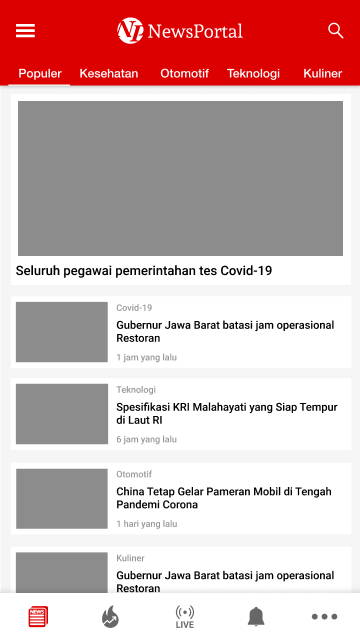 NewsPortal
Populer Kesehatan Otomotif Teknologi Kuliner
Seluruh pegawai pemerintahan tes Covid-19
Covid-19
Gubernur Jawa Barat batasi jam operasional
Restoran
1 jam yang lalu
Teknologi
Spesifikasi KRI Malahayati yang Siap Tempur
di Laut RI
6 jam yang lalu
Otomotif
China Tetap Gelar Pameran Mobil di Tengah
Pandemi Corona
1 hari yang lalu
Kuliner
Gubernur Jawa Barat batasi jam operasional
Restoran
NEWS
LIVE